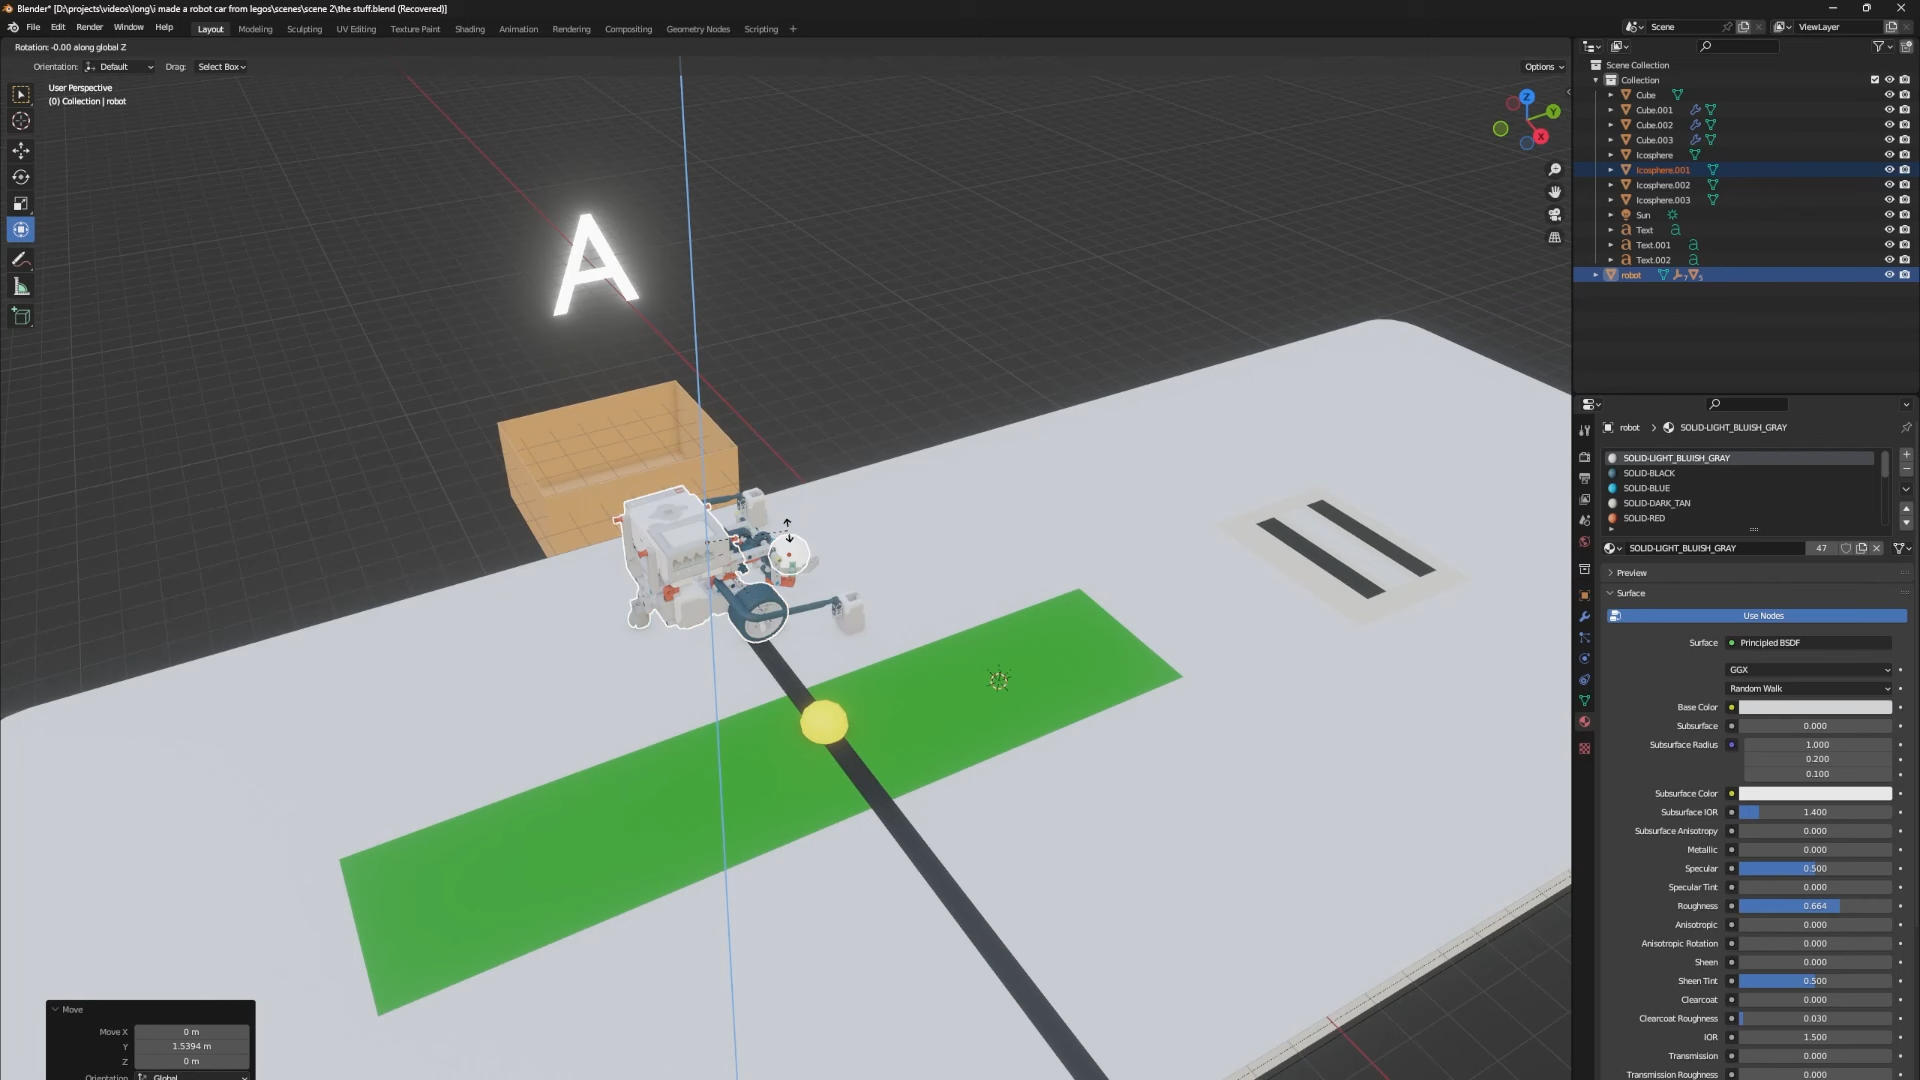 Blender* [D:\projects\videos\long\i made a robot car from legos\scenes\scene 2\the stuff.blend (Recovered)]
File Edit Render Window Help Layout Modeling Sculpting UV Editing Texture Paint Shading Animation Rendering Compositing Geometry Nodes Scripting + Scene ViewLayer
Rotation: -0.00 along global Z
Orientation: Default Drag: Select Box Options
User Perspective
(0) Collection | robot
A
Z
Y
X
Scene Collection
Collection
Cube
Cube.001
Cube.002
Cube.003
Icosphere
Icosphere.001
Icosphere.002
Icosphere.003
Sun
Text
Text.001
Text.002
robot 7 5
robot > SOLID-LIGHT_BLUISH_GRAY
SOLID-LIGHT_BLUISH_GRAY
SOLID-BLACK
SOLID-BLUE
SOLID-DARK_TAN
SOLID-RED
SOLID-LIGHT_BLUISH_GRAY 47
Preview
Surface
Use Nodes
Surface Principled BSDF
GGX
Random Walk
Base Color
Subsurface 0.000
Subsurface Radius 1.000
0.200
0.100
Subsurface Color
Subsurface IOR 1.400
Subsurface Anisotropy 0.000
Metallic 0.000
Specular 0.500
Specular Tint 0.000
Roughness 0.664
Anisotropic 0.000
Anisotropic Rotation 0.000
Sheen 0.000
Sheen Tint 0.500
Clearcoat 0.000
Clearcoat Roughness 0.030
IOR 1.500
Transmission 0.000
Transmission Roughness 0.000
Move
Move X 0 m
Y 1.5394 m
Z 0 m
Orientation Global